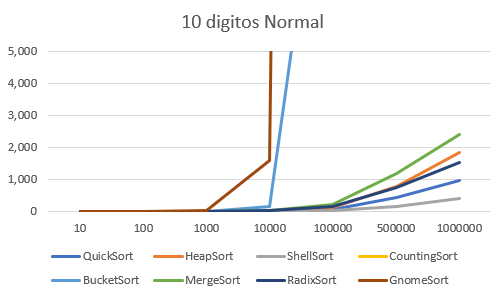 10 digitos Normal
5,000
4,000
3,000
2,000
1,000
0
10 100 1000 10000 100000 500000 1000000
QuickSort HeapSort ShellSort CountingSort
BucketSort MergeSort RadixSort GnomeSort